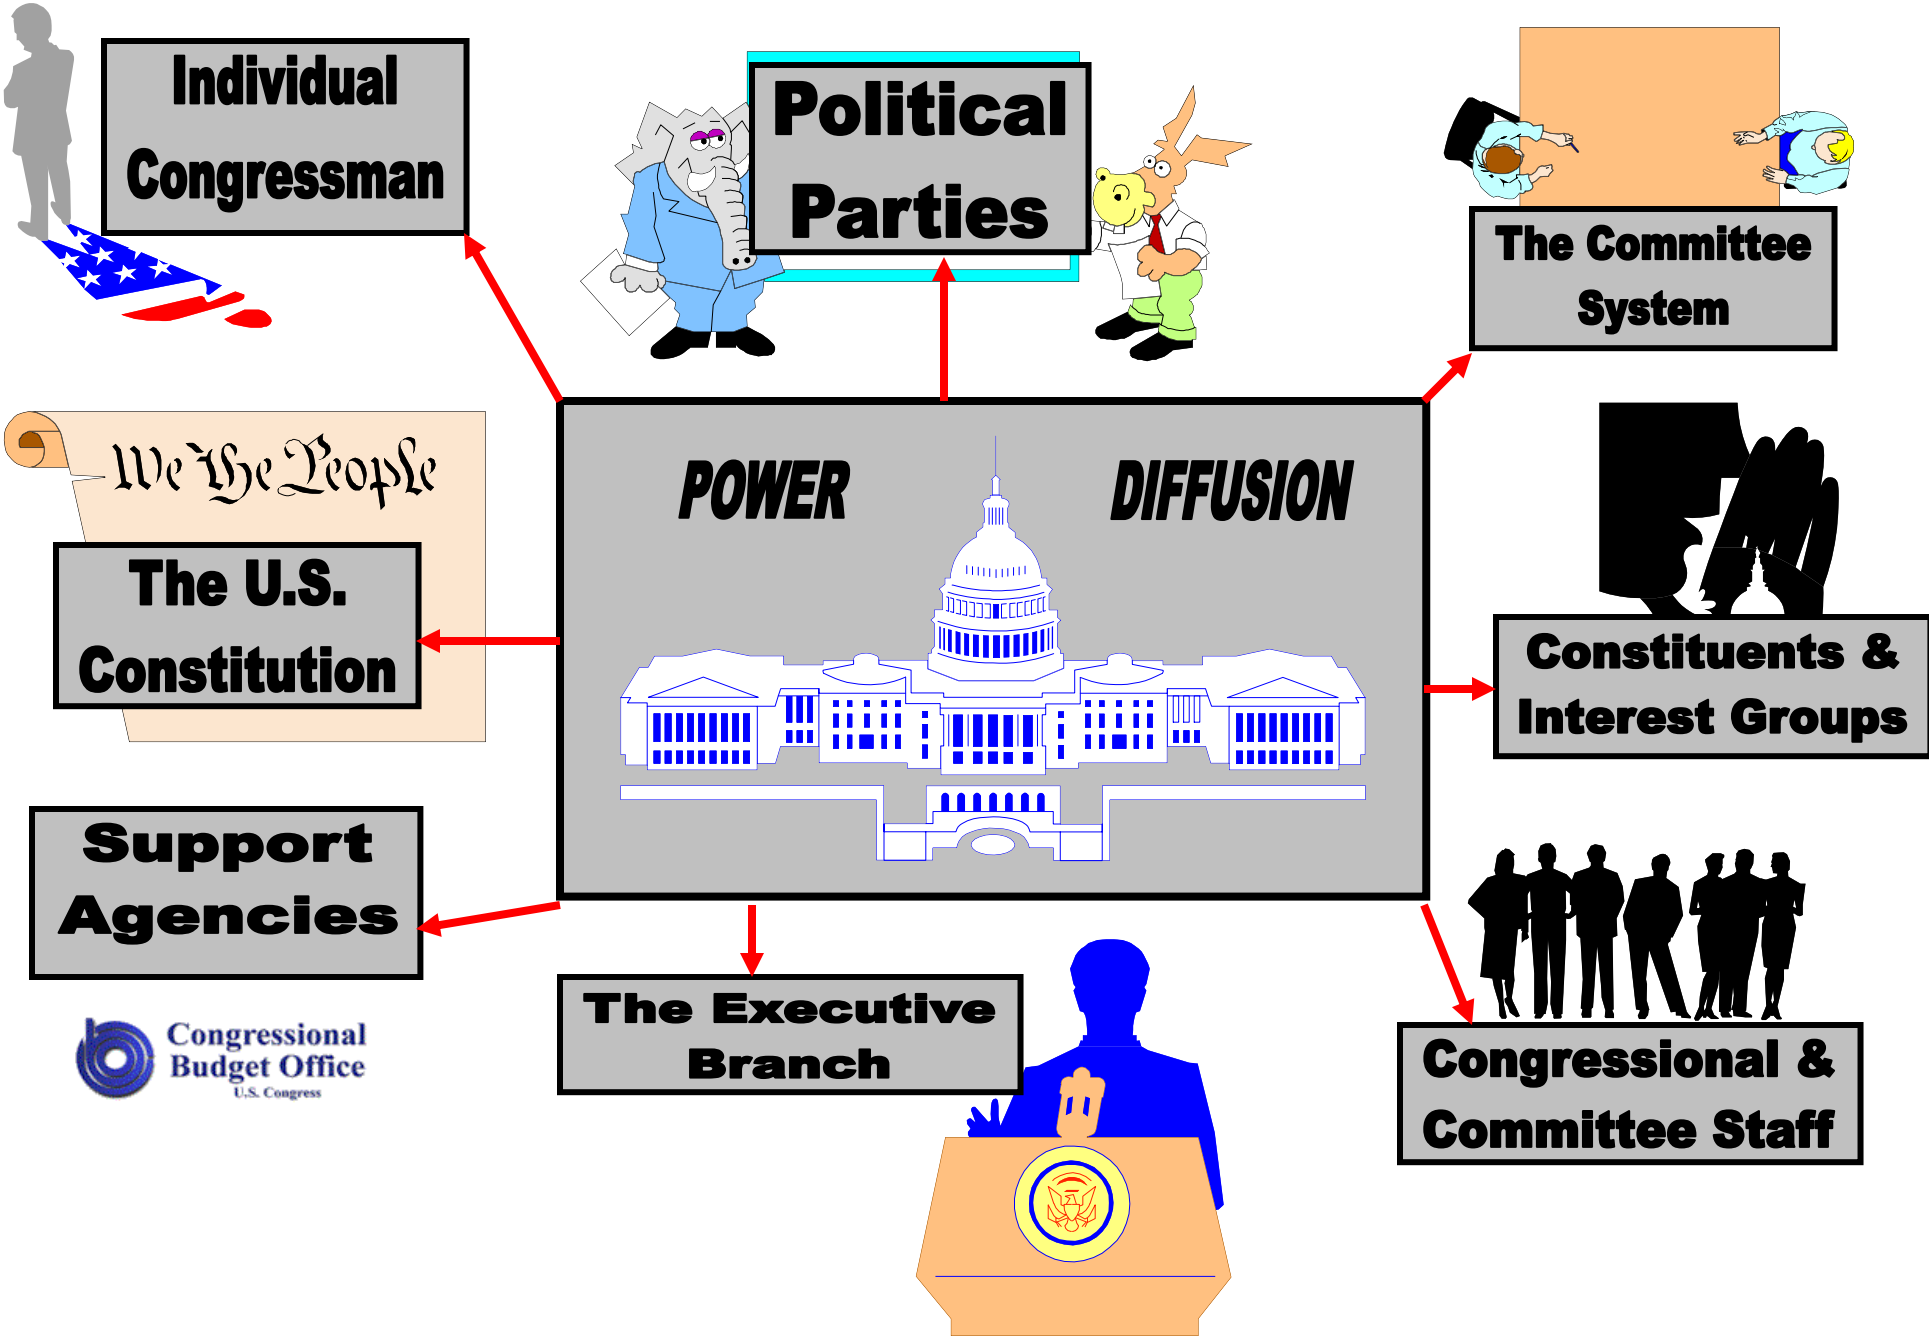 Individual
Congressman
Political
Parties
The Committee
System
We The People
The U.S.
Constitution
POWER DIFFUSION
Constituents &
Interest Groups
Support
Agencies
Congressional
Budget Office
U.S. Congress
The Executive
Branch
Congressional &
Committee Staff